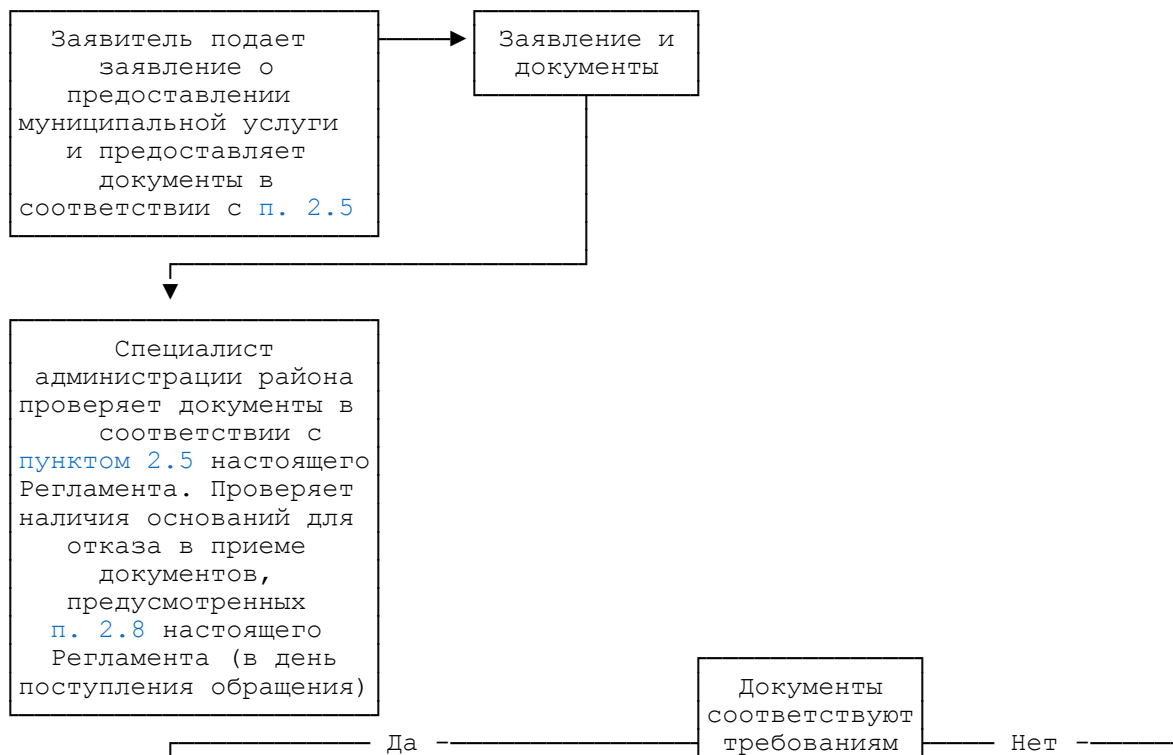 Заявитель подает
заявление о
предоставлении
муниципальной услуги
и предоставляет
документы в
соответствии с п. 2.5
Заявление и
документы
Специалист
администрации района
проверяет документы в
соответствии с
пунктом 2.5 настоящего
Регламента. Проверяет
наличия оснований для
отказа в приеме
документов,
предусмотренных
п. 2.8 настоящего
Регламента (в день
поступления обращения)
Документы
соответствуют
требованиям
Да -
Нет -